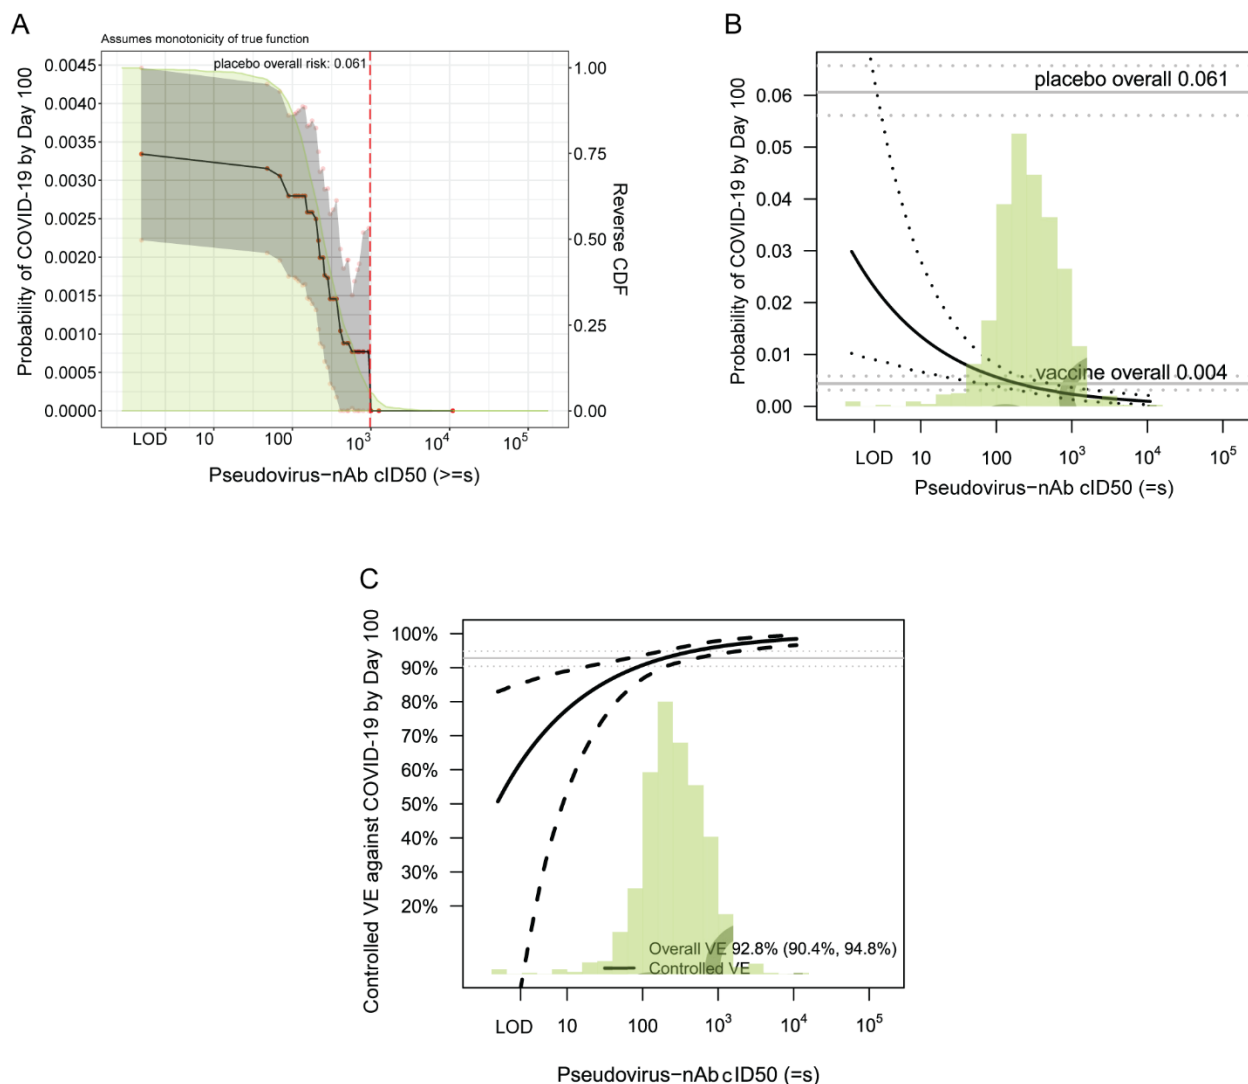 A
Assumes monotonicity of true function
placebo overall risk: 0.061
Probability of COVID-19 by Day 100
0.0045
0.0040
0.0035
0.0030
0.0025
0.0020
0.0015
0.0010
0.0005
0.0000
1.00
0.75
0.50
0.25
0.00
Reverse CDF
LOD 10 100 10³ 10⁴ 10⁵
Pseudovirus−nAb cID50 (>=s)
B
Probability of COVID-19 by Day 100
0.06
0.05
0.04
0.03
0.02
0.01
0.00
placebo overall 0.061
vaccine overall 0.004
LOD 10 100 10³ 10⁴ 10⁵
Pseudovirus−nAb cID50 (=s)
C
Controlled VE against COVID-19 by Day 100
100%
90%
80%
70%
60%
50%
40%
30%
20%
Overall VE 92.8% (90.4%, 94.8%)
Controlled VE
LOD 10 100 10³ 10⁴ 10⁵
Pseudovirus−nAb cID50 (=s)